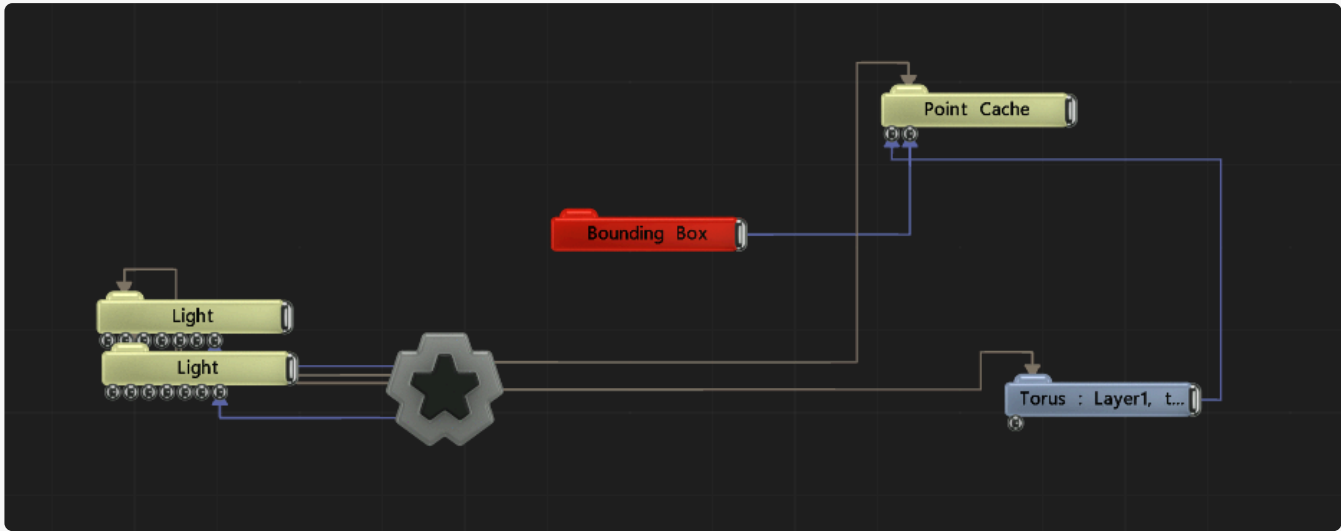 Point Cache
Bounding Box
Light
Light
Torus : Layer1, t...